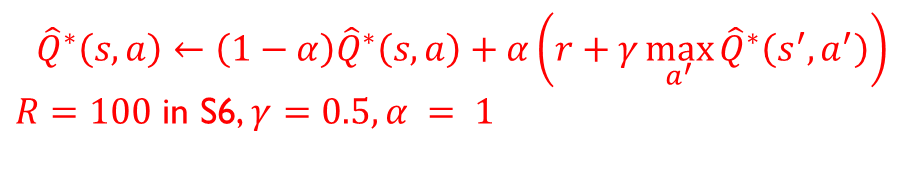 Q̂*(s, a) ← (1 − α)Q̂*(s, a) + α(r + γ max_{a′} Q̂*(s′, a′))
R = 100 in S6, γ = 0.5, α = 1